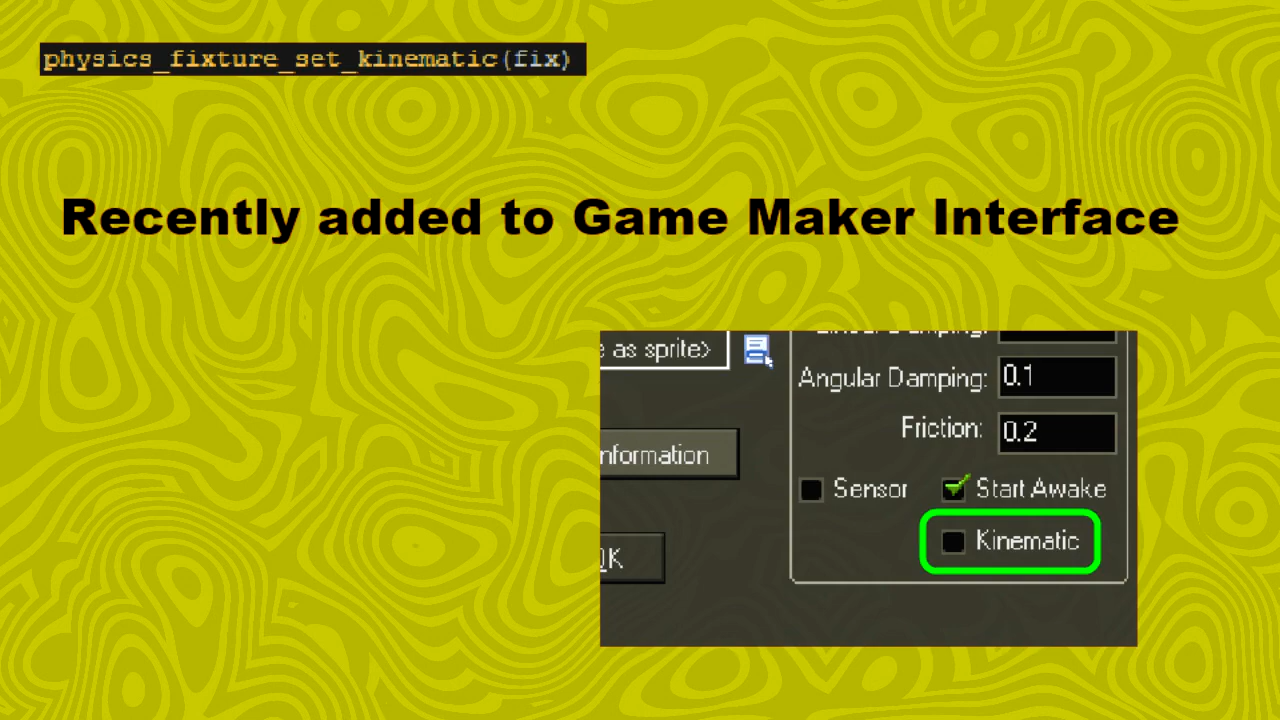 physics_fixture_set_kinematic(fix)
Recently added to Game Maker Interface
e as sprite>
Angular Damping: 0.1
Friction: 0.2
nformation
Sensor Start Awake
Kinematic
OK